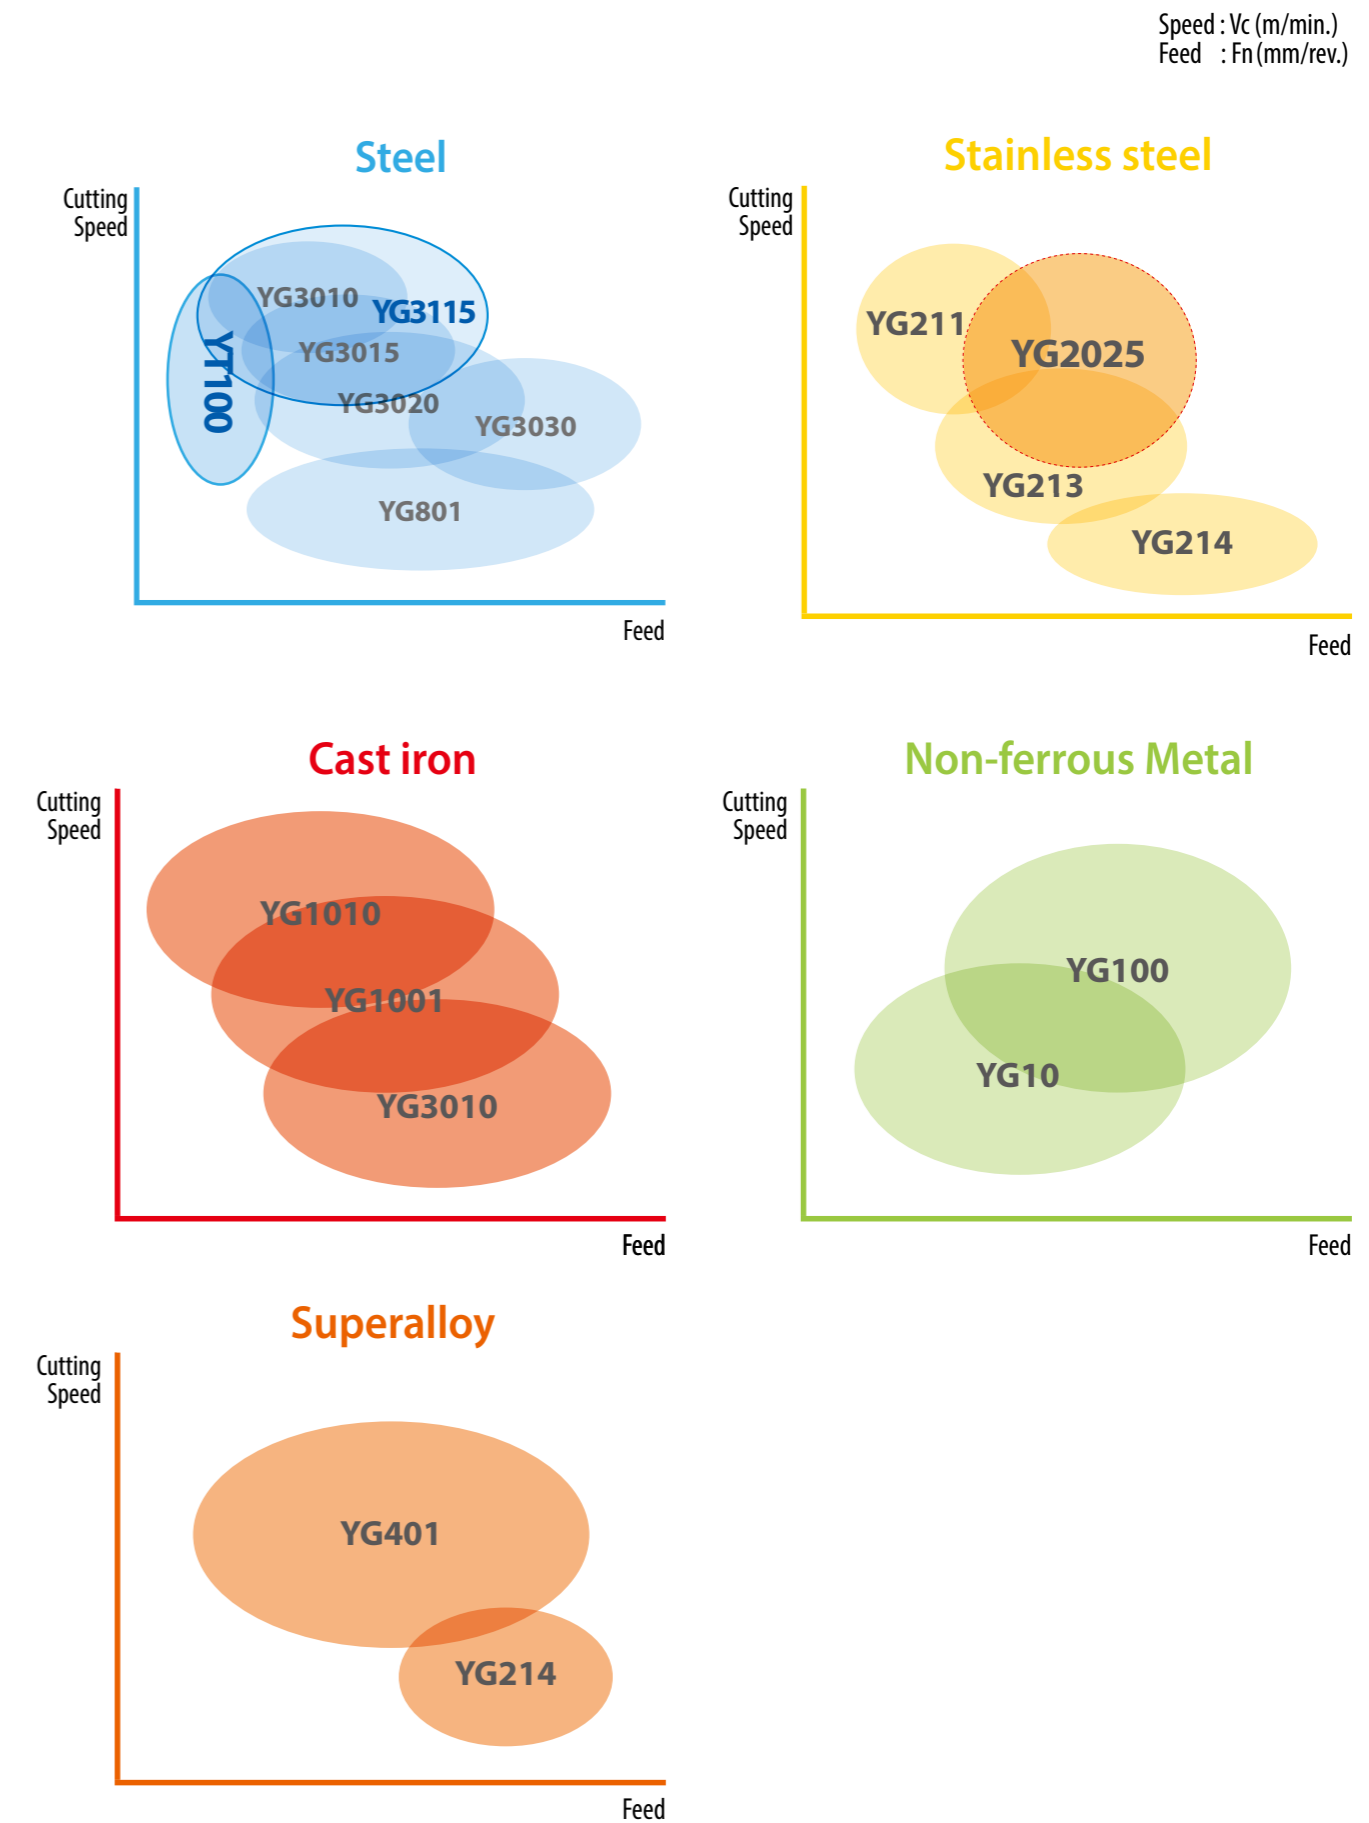 Speed : Vc (m/min.)
Feed : Fn (mm/rev.)
Steel
Cutting
Speed
YG3010
YG3115
YG3015
YT100
YG3020
YG3030
YG801
Feed
Stainless steel
Cutting
Speed
YG211
YG2025
YG213
YG214
Feed
Cast iron
Cutting
Speed
YG1010
YG1001
YG3010
Feed
Non-ferrous Metal
Cutting
Speed
YG100
YG10
Feed
Superalloy
Cutting
Speed
YG401
YG214
Feed